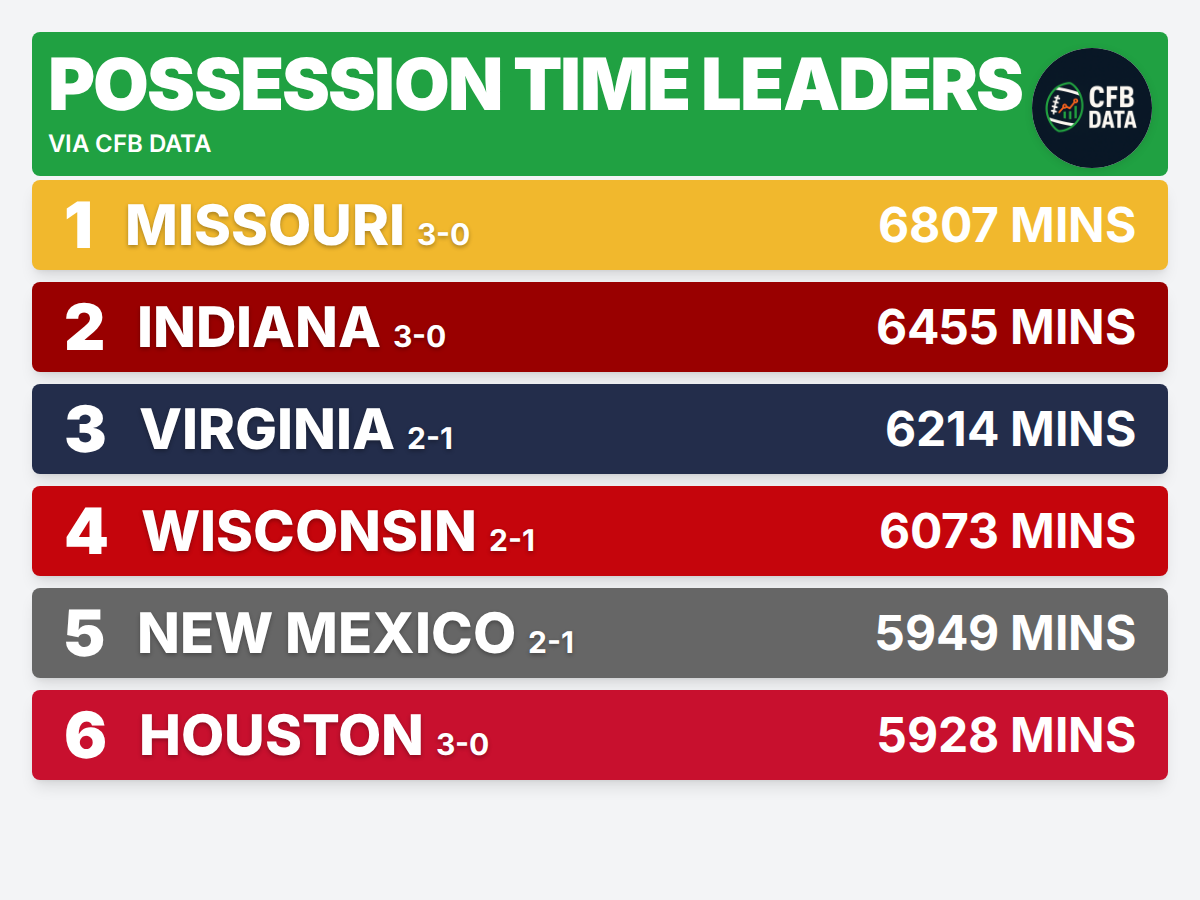 POSSESSION TIME LEADERS
VIA CFB DATA
CFB
DATA
1 MISSOURI 3-0 6807 MINS
2 INDIANA 3-0 6455 MINS
3 VIRGINIA 2-1 6214 MINS
4 WISCONSIN 2-1 6073 MINS
5 NEW MEXICO 2-1 5949 MINS
6 HOUSTON 3-0 5928 MINS